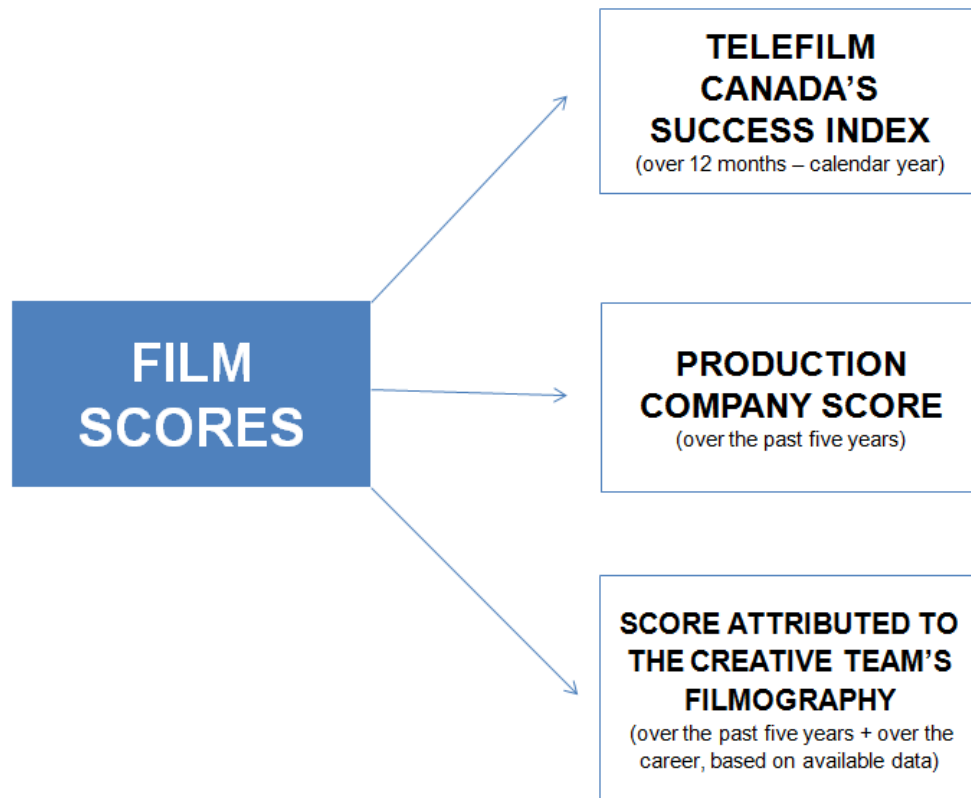 TELEFILM
CANADA’S
SUCCESS INDEX
(over 12 months – calendar year)
FILM
SCORES
PRODUCTION
COMPANY SCORE
(over the past five years)
SCORE ATTRIBUTED TO
THE CREATIVE TEAM’S
FILMOGRAPHY
(over the past five years + over the
career, based on available data)